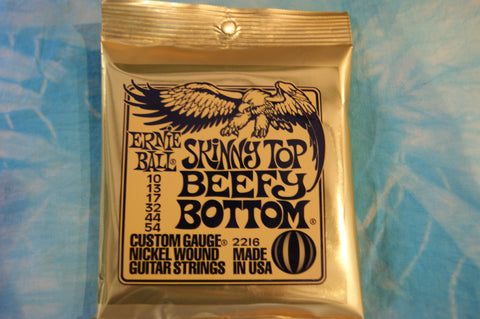 ERNIE
BALL®
SKINNY TOP
BEEFY
BOTTOM®
10
13
17
32
44
54
CUSTOM GAUGE® 2216
NICKEL WOUND MADE
GUITAR STRINGS IN USA